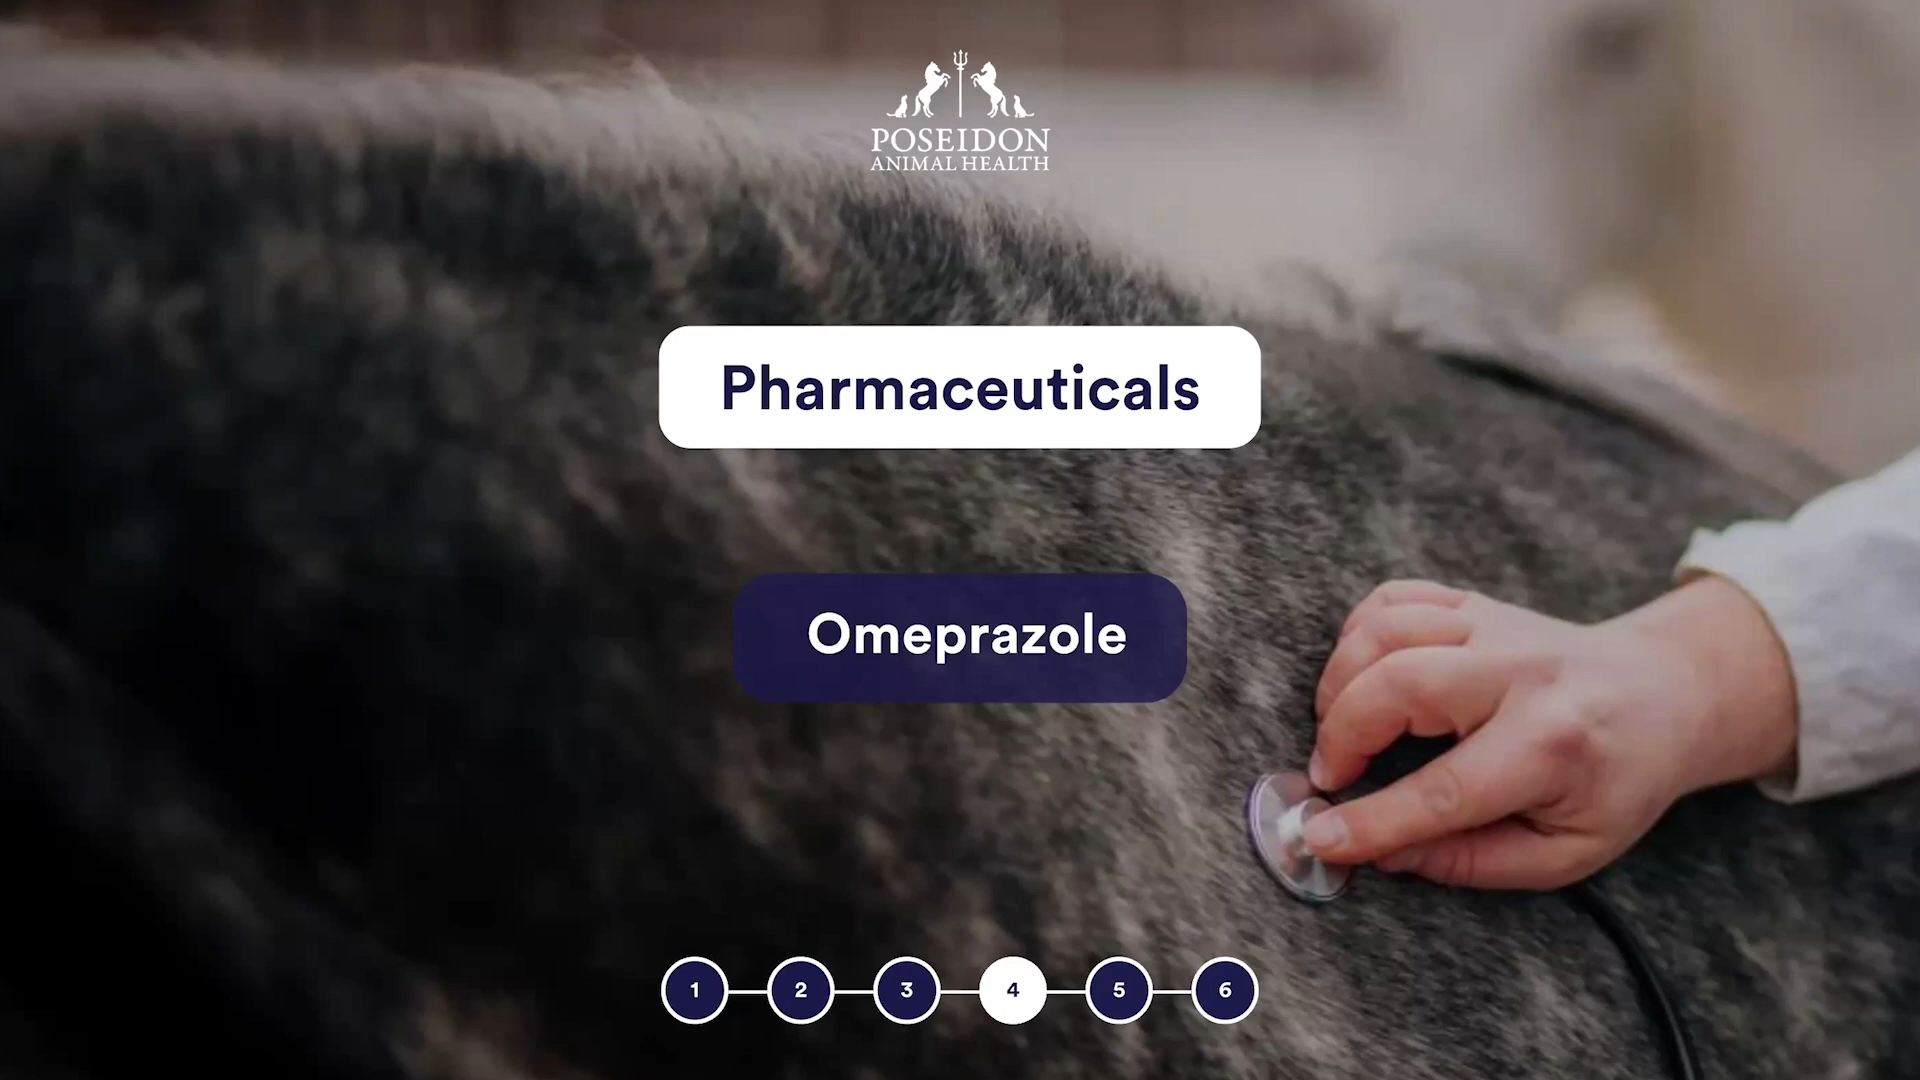 POSEIDON
ANIMAL HEALTH
Pharmaceuticals
Omeprazole
1 2 3 4 5 6